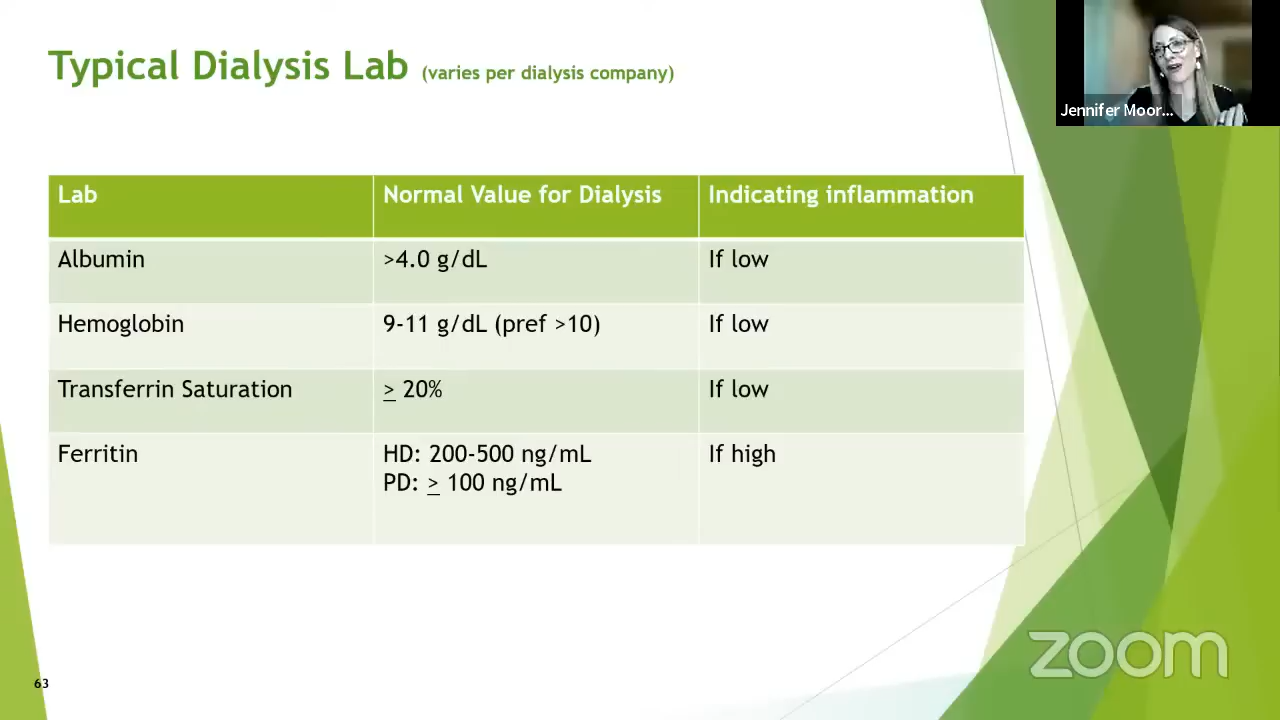 Typical Dialysis Lab (varies per dialysis company)
Jennifer Moor...
Lab Normal Value for Dialysis Indicating inflammation
Albumin >4.0 g/dL If low
Hemoglobin 9-11 g/dL (pref >10) If low
Transferrin Saturation ≥ 20% If low
Ferritin HD: 200-500 ng/mL If high
PD: ≥ 100 ng/mL
zoom
63